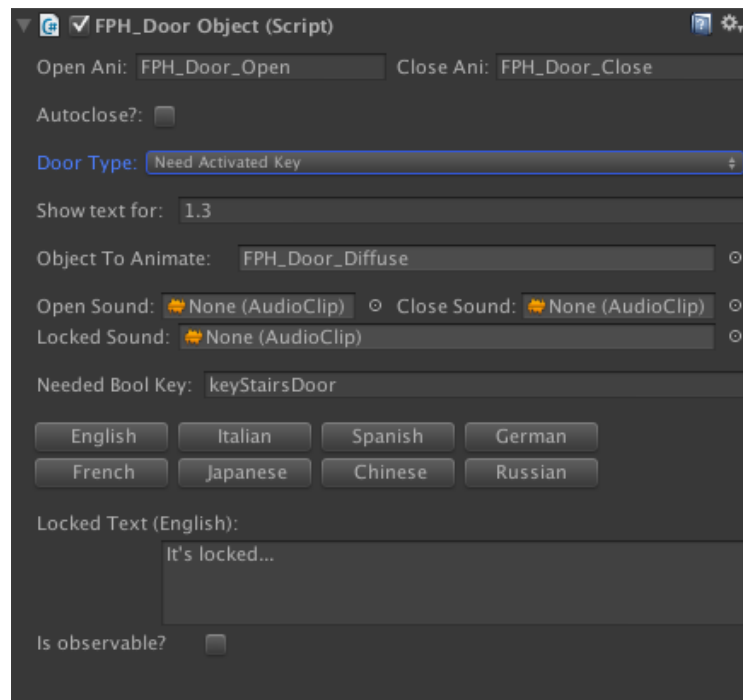 FPH_Door Object (Script)
Open Ani: FPH_Door_Open Close Ani: FPH_Door_Close
Autoclose?:
Door Type: Need Activated Key
Show text for: 1.3
Object To Animate: FPH_Door_Diffuse
Open Sound: None (AudioClip) Close Sound: None (AudioClip)
Locked Sound: None (AudioClip)
Needed Bool Key: keyStairsDoor
English Italian Spanish German
French Japanese Chinese Russian
Locked Text (English):
It's locked...
Is observable?